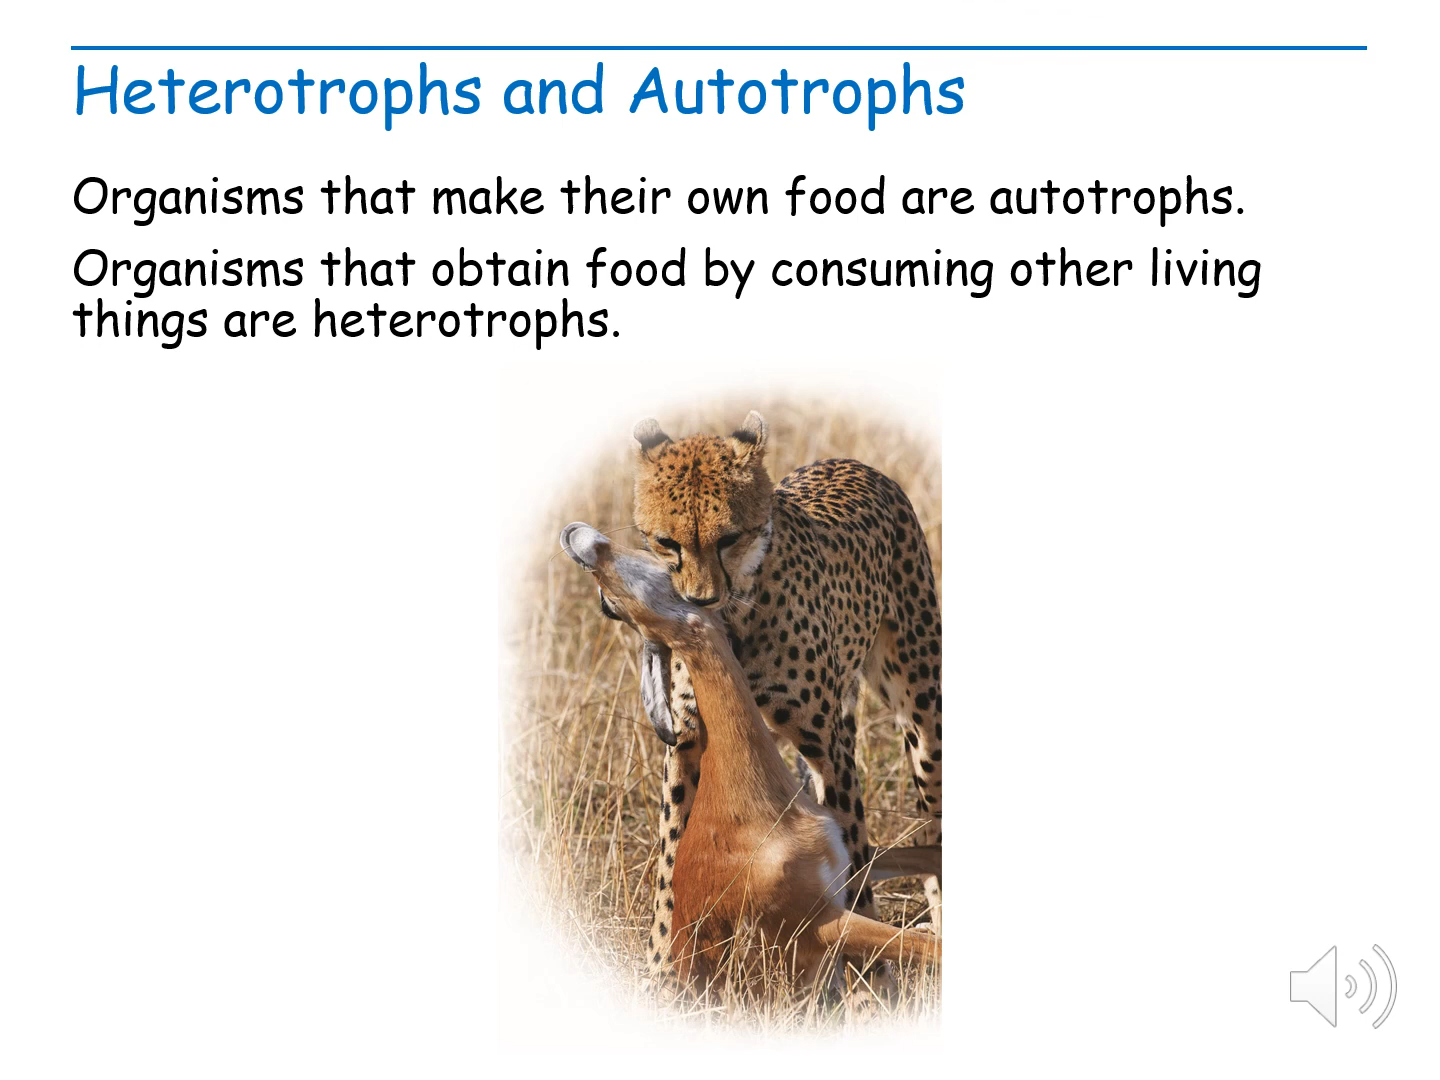 Heterotrophs and Autotrophs
Organisms that make their own food are autotrophs.
Organisms that obtain food by consuming other living
things are heterotrophs.